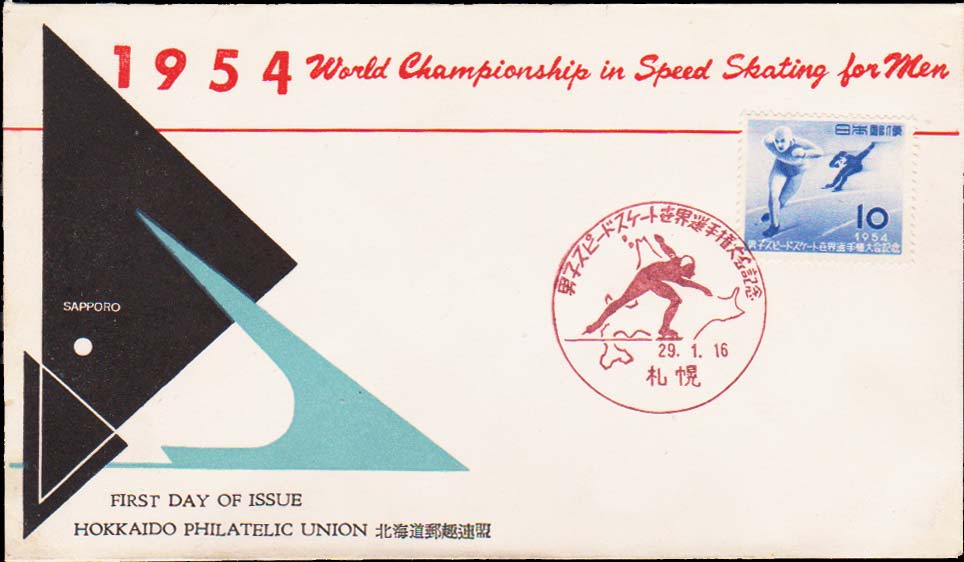 1954 World Championship in Speed Skating for Men
日本郵便
10
1954
男子スピードスケート世界選手権大会記念
男子スピードスケート世界選手権大会記念
29. 1. 16
札幌
SAPPORO
FIRST DAY OF ISSUE
HOKKAIDO PHILATELIC UNION 北海道郵趣連盟